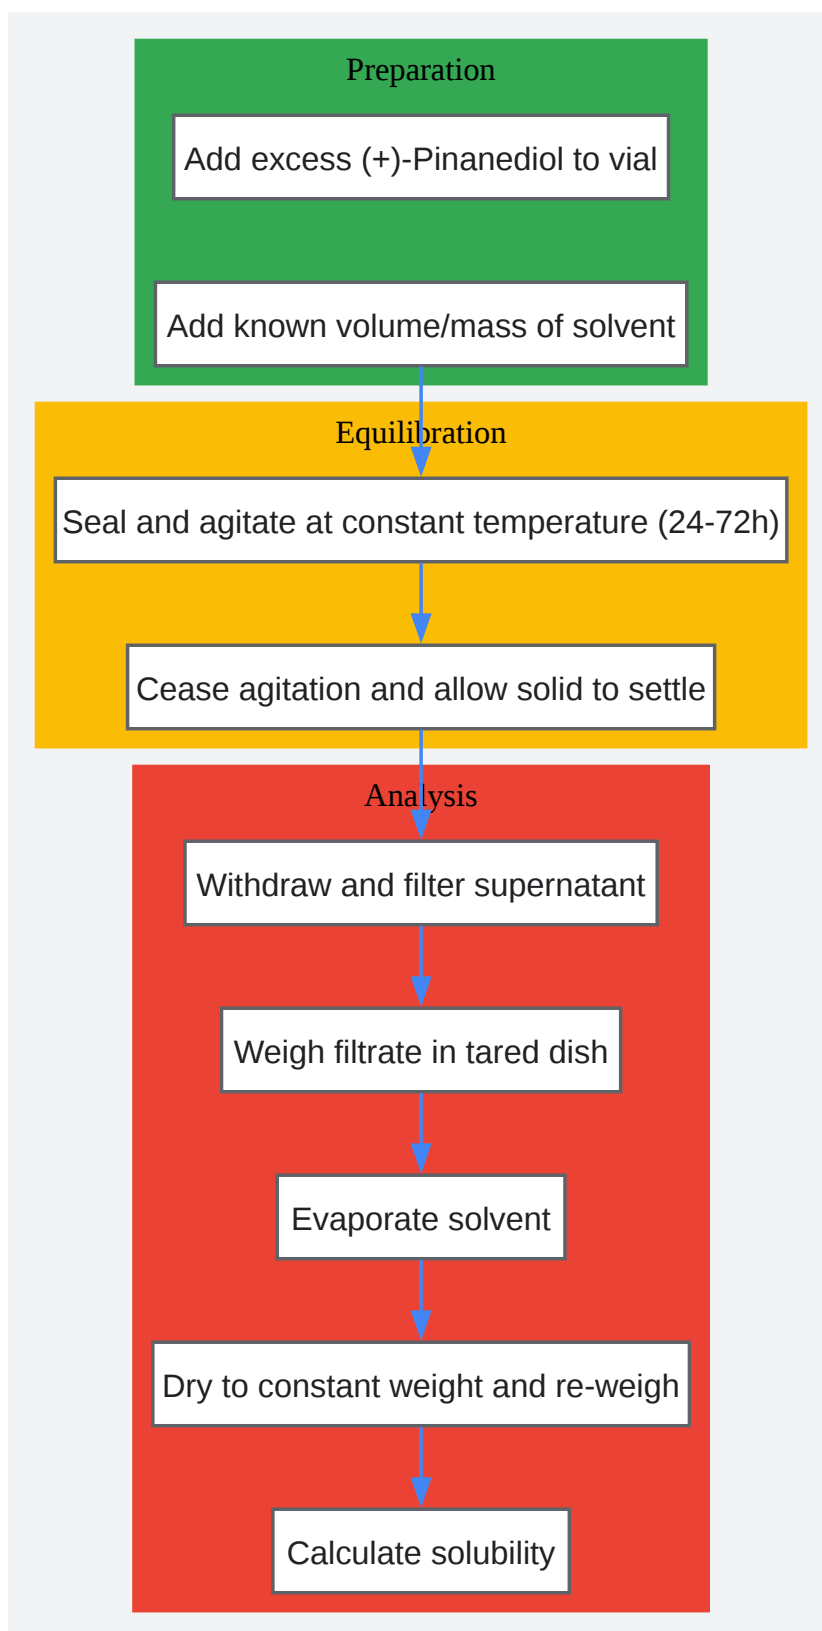 Preparation
Add excess (+)-Pinanediol to vial
Add known volume/mass of solvent
Equilibration
Seal and agitate at constant temperature (24-72h)
Cease agitation and allow solid to settle
Analysis
Withdraw and filter supernatant
Weigh filtrate in tared dish
Evaporate solvent
Dry to constant weight and re-weigh
Calculate solubility